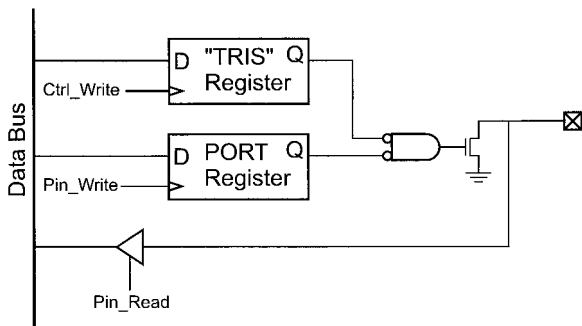 Data Bus
D "TRIS" Q
Register
Ctrl_Write
D PORT Q
Register
Pin_Write
Pin_Read